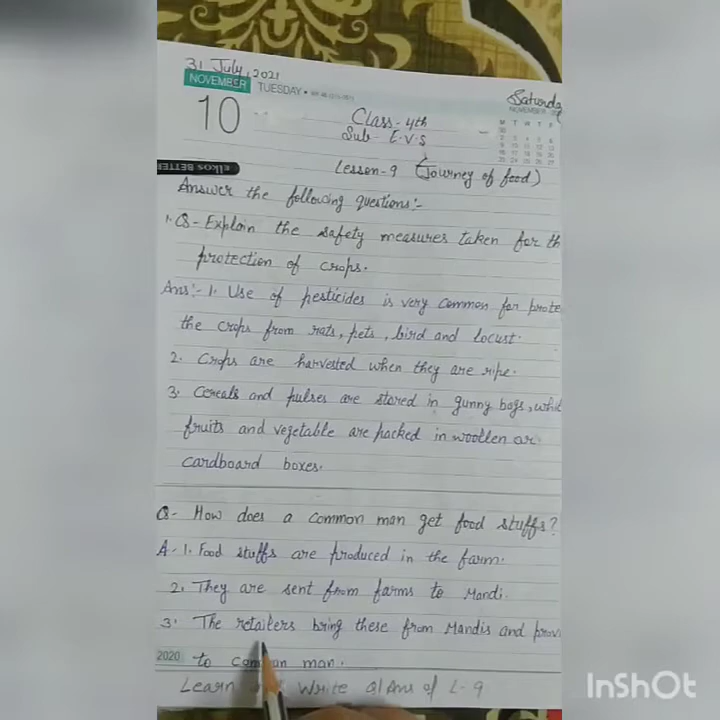 31 July, 2021
NOVEMBER TUESDAY
Saturday
NOVEMBER
M T W T F
10
Class- 4th
Sub- E.V.S
Lesson-9 (Journey of food)
elkos BETTER
Answer the following questions:-
1. Q- Explain the safety measures taken for th
protection of crops.
Ans:- 1. Use of pesticides is very common for prote
the crops from rats, pets, bird and locust.
2. Crops are harvested when they are ripe.
3. Cereals and pulses are stored in gunny bags, whil
fruits and vegetable are packed in woollen or
cardboard boxes.
Q- How does a common man get food stuffs?
A- 1. Food stuffs are produced in the farm.
2. They are sent from farms to Mandi.
3. The retailers bring these from Mandis and prov
2020 to common man.
Learn Write Q/Ans of L-9
InShOt